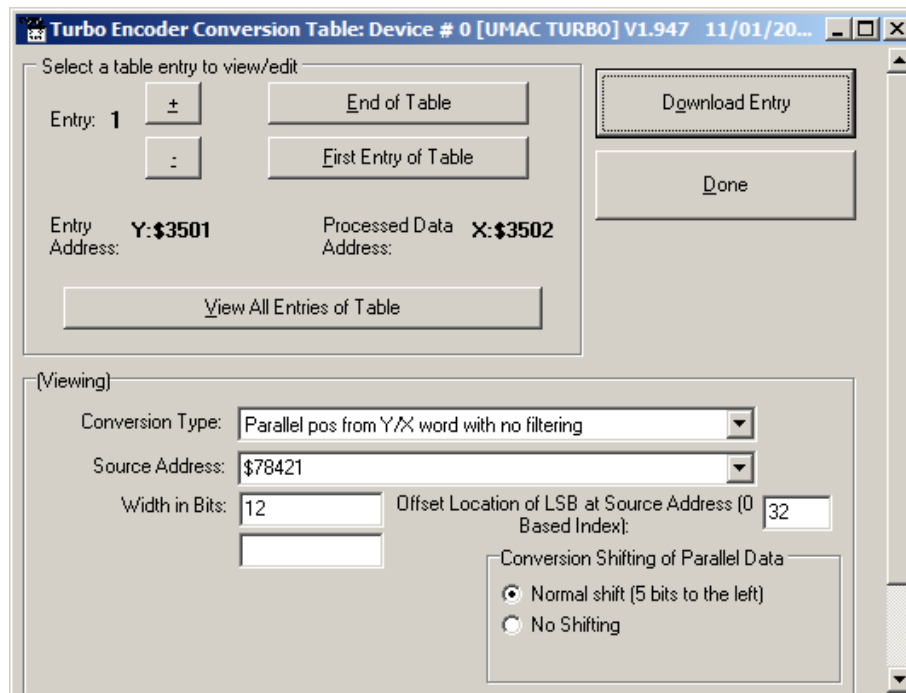 Turbo Encoder Conversion Table: Device # 0 [UMAC TURBO] V1.947 11/01/20...
Select a table entry to view/edit
Entry: 1
+
End of Table
Download Entry
-
First Entry of Table
Done
Entry Address:
Y:$3501
Processed Data Address:
X:$3502
View All Entries of Table
(Viewing)
Conversion Type: Parallel pos from Y/X word with no filtering
Source Address: $78421
Width in Bits: 12
Offset Location of LSB at Source Address (0
Based Index):
32
Conversion Shifting of Parallel Data
Normal shift (5 bits to the left)
No Shifting